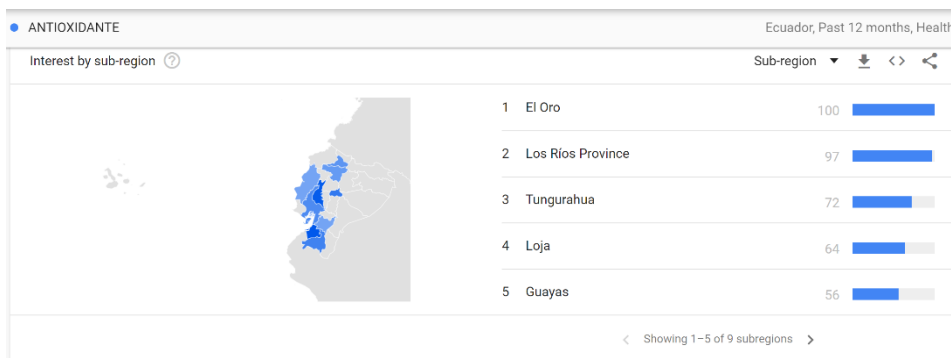 ANTIOXIDANTE
Ecuador, Past 12 months, Health
Interest by sub-region
Sub-region
1 El Oro 100
2 Los Ríos Province 97
3 Tungurahua 72
4 Loja 64
5 Guayas 56
Showing 1–5 of 9 subregions